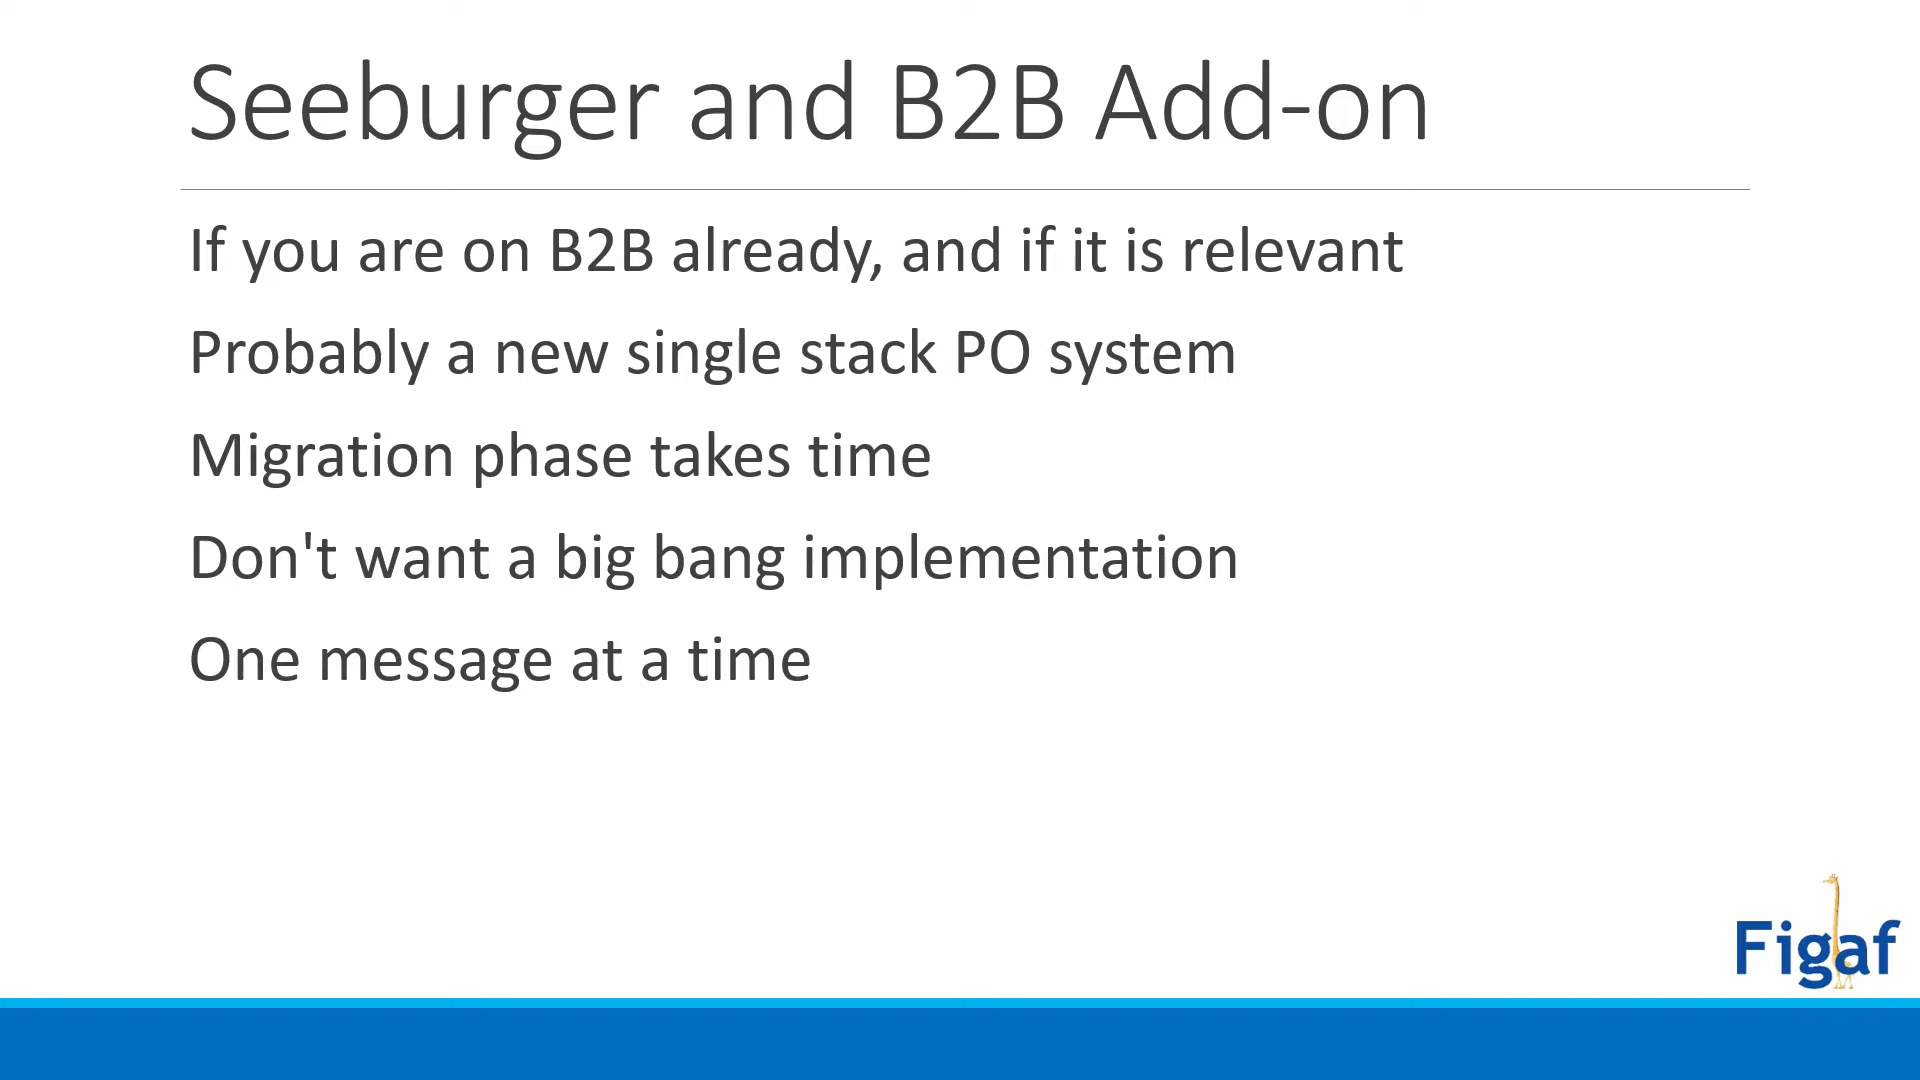 Seeburger and B2B Add-on
If you are on B2B already, and if it is relevant
Probably a new single stack PO system
Migration phase takes time
Don't want a big bang implementation
One message at a time
Figaf